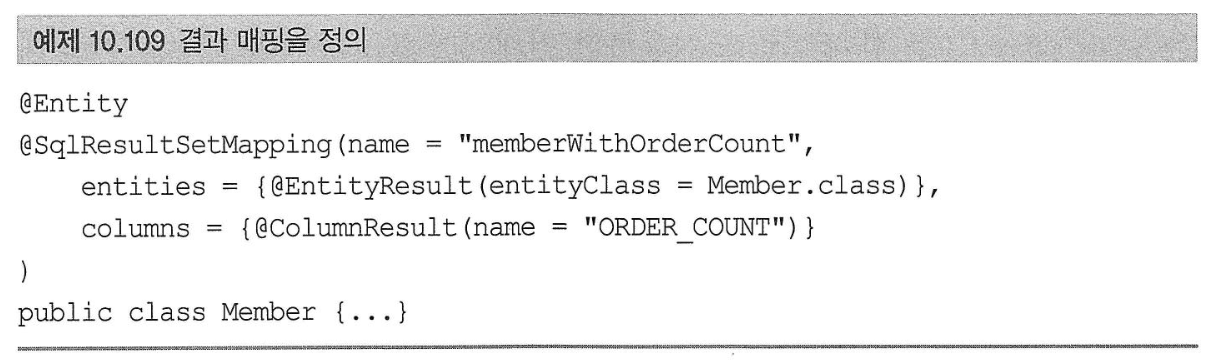 예제 10.109 결과 매핑을 정의
@Entity
@SqlResultSetMapping(name = "memberWithOrderCount",
    entities = {@EntityResult(entityClass = Member.class)},
    columns = {@ColumnResult(name = "ORDER_COUNT")}
)
public class Member {...}